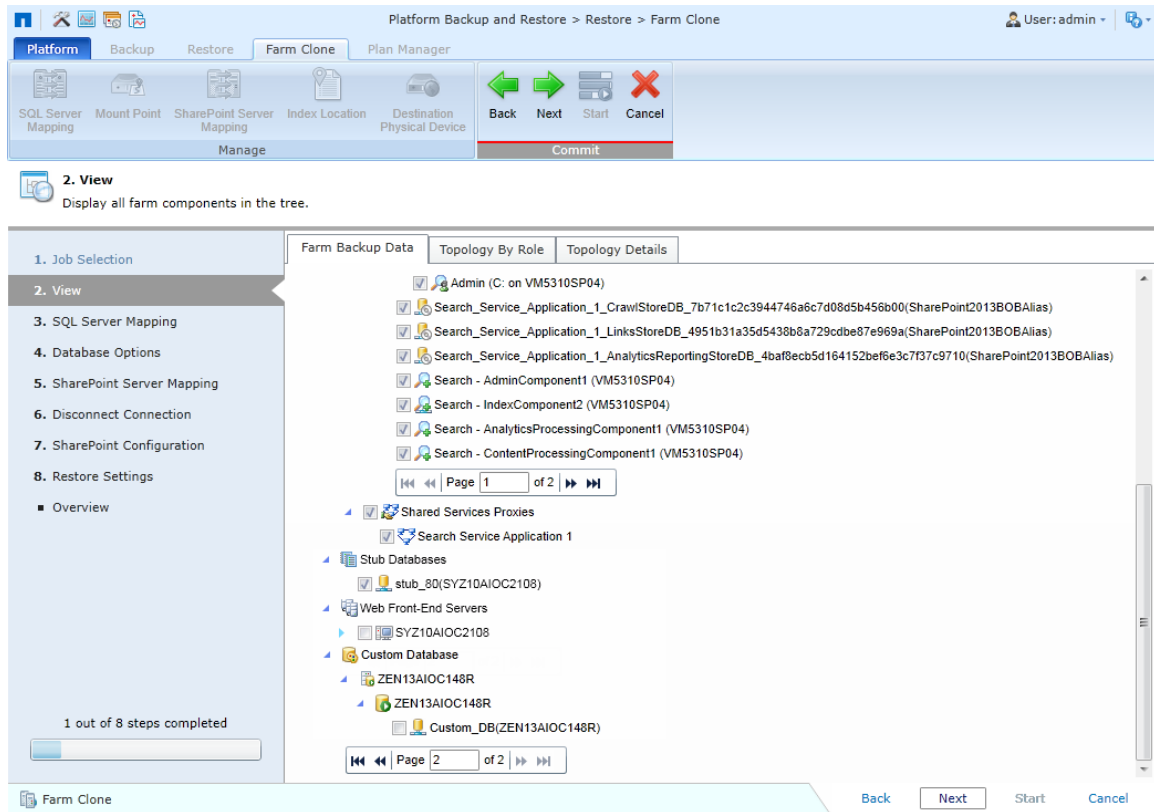 Platform Backup and Restore > Restore > Farm Clone
User: admin
Platform
Backup
Restore
Farm Clone
Plan Manager
SQL Server Mapping
Mount Point
SharePoint Server Mapping
Index Location
Destination Physical Device
Back
Next
Start
Cancel
Manage
Commit
2. View
Display all farm components in the tree.
1. Job Selection
2. View
3. SQL Server Mapping
4. Database Options
5. SharePoint Server Mapping
6. Disconnect Connection
7. SharePoint Configuration
8. Restore Settings
Overview
1 out of 8 steps completed
Farm Backup Data
Topology By Role
Topology Details
Admin (C: on VM5310SP04)
Search_Service_Application_1_CrawlStoreDB_7b71c1c2c3944746a6c7d08d5b456b00(SharePoint2013BOBAlias)
Search_Service_Application_1_LinksStoreDB_4951b31a35d5438b8a729cdbe87e969a(SharePoint2013BOBAlias)
Search_Service_Application_1_AnalyticsReportingStoreDB_4baf8ecb5d164152bef6e3c7f37c9710(SharePoint2013BOBAlias)
Search - AdminComponent1 (VM5310SP04)
Search - IndexComponent2 (VM5310SP04)
Search - AnalyticsProcessingComponent1 (VM5310SP04)
Search - ContentProcessingComponent1 (VM5310SP04)
Page 1 of 2
Shared Services Proxies
Search Service Application 1
Stub Databases
stub_80(SYZ10AIOC2108)
Web Front-End Servers
SYZ10AIOC2108
Custom Database
ZEN13AIOC148R
ZEN13AIOC148R
Custom_DB(ZEN13AIOC148R)
Page 2 of 2
Farm Clone
Back
Next
Start
Cancel